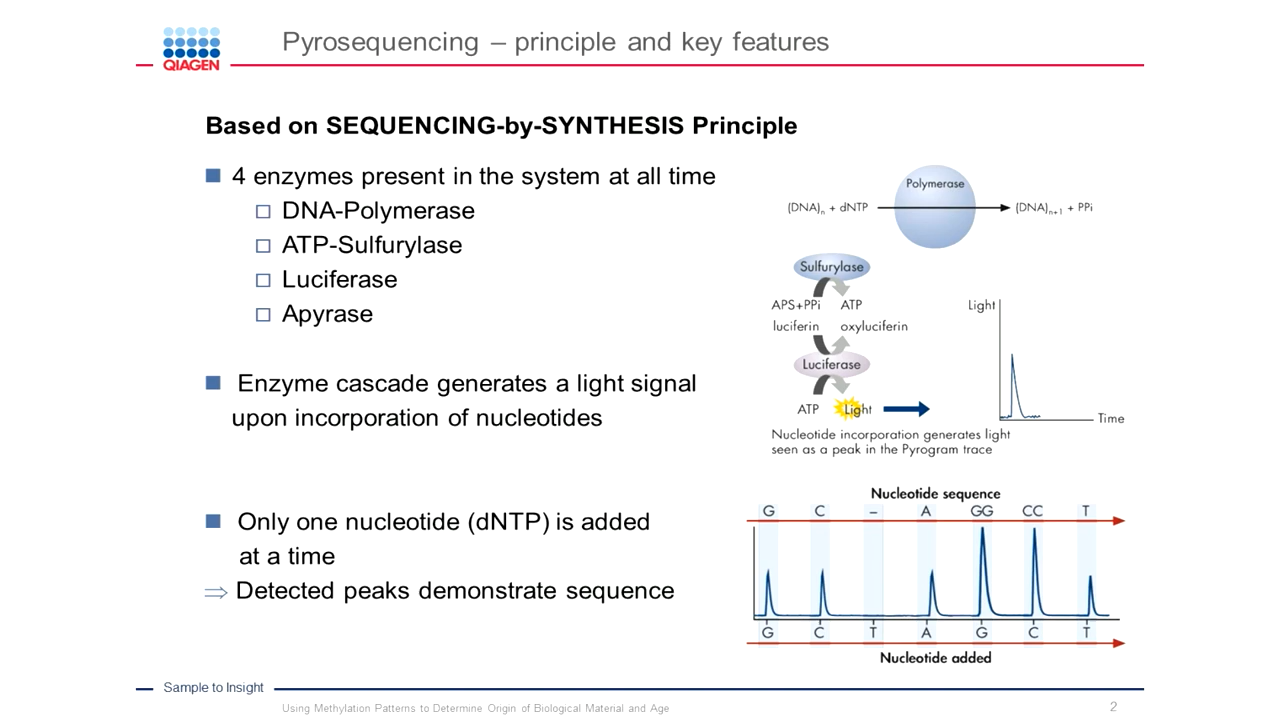 QIAGEN
Pyrosequencing – principle and key features
Based on SEQUENCING-by-SYNTHESIS Principle
4 enzymes present in the system at all time
DNA-Polymerase
ATP-Sulfurylase
Luciferase
Apyrase
Enzyme cascade generates a light signal
upon incorporation of nucleotides
Only one nucleotide (dNTP) is added
at a time
⇒ Detected peaks demonstrate sequence
Polymerase
(DNA)n + dNTP
(DNA)n+1 + PPi
Sulfurylase
APS+PPi ATP
luciferin oxyluciferin
Luciferase
ATP Light
Light
Time
Nucleotide incorporation generates light
seen as a peak in the Pyrogram trace
Nucleotide sequence
G C – A GG CC T
G C T A G C T
Nucleotide added
Sample to Insight
Using Methylation Patterns to Determine Origin of Biological Material and Age
2